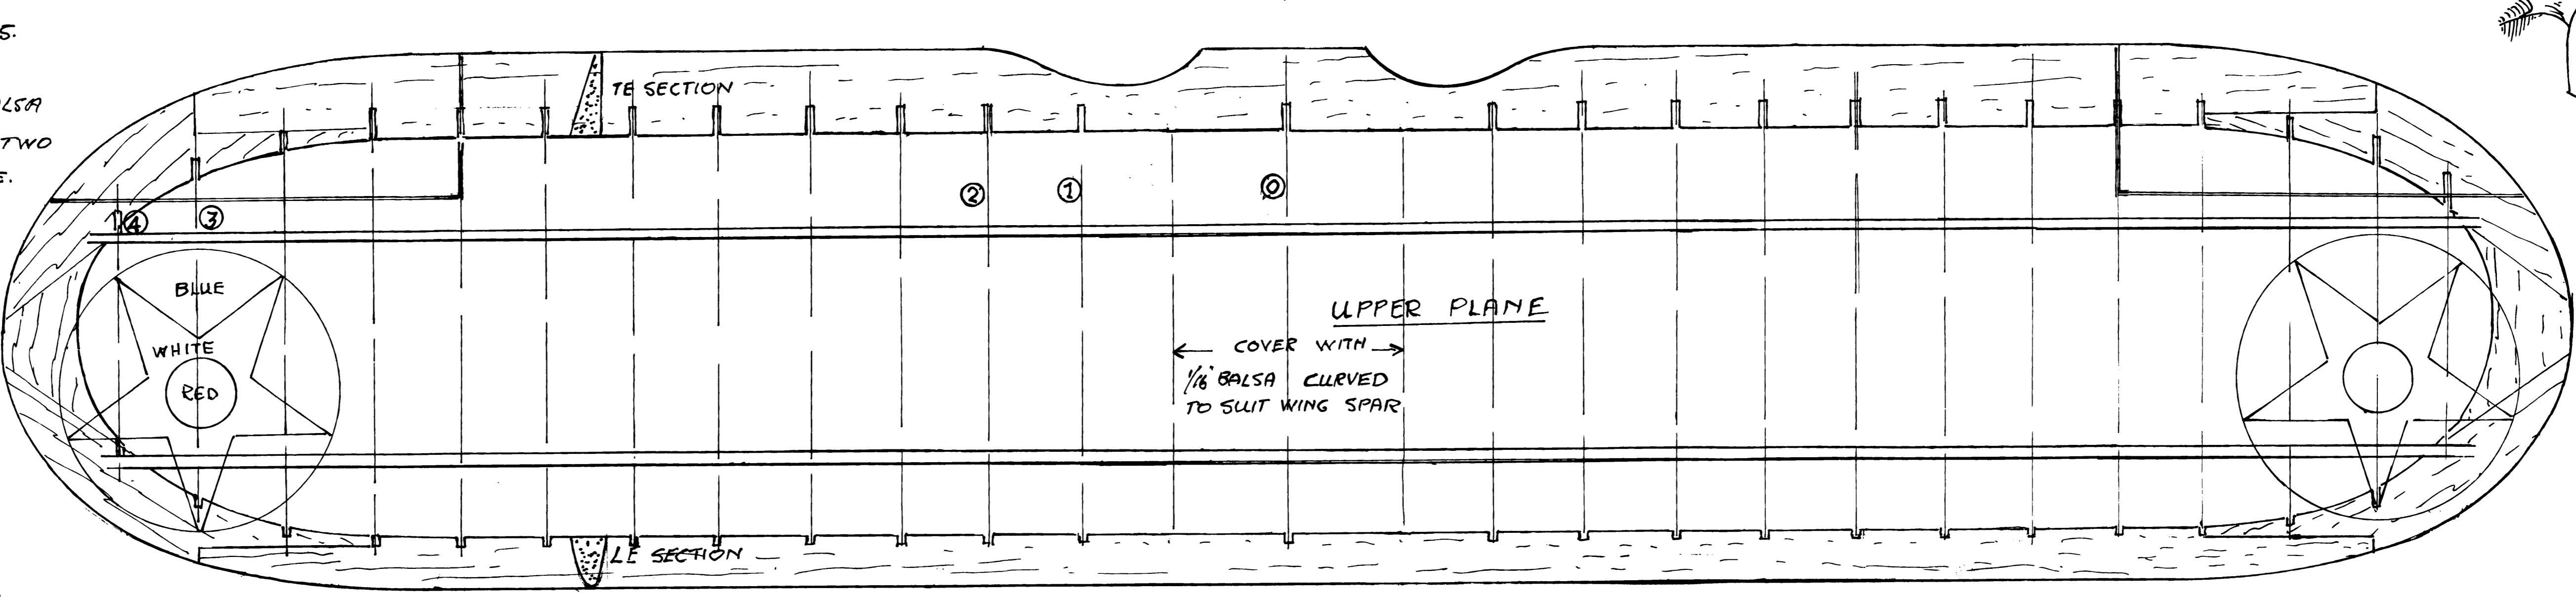 S.
LSA
TWO
E.
TE SECTION
② ① ⓪
④ ③
BLUE
WHITE
RED
UPPER PLANE
COVER WITH
1/16" BALSA CURVED
TO SUIT WING SPAR
LE SECTION